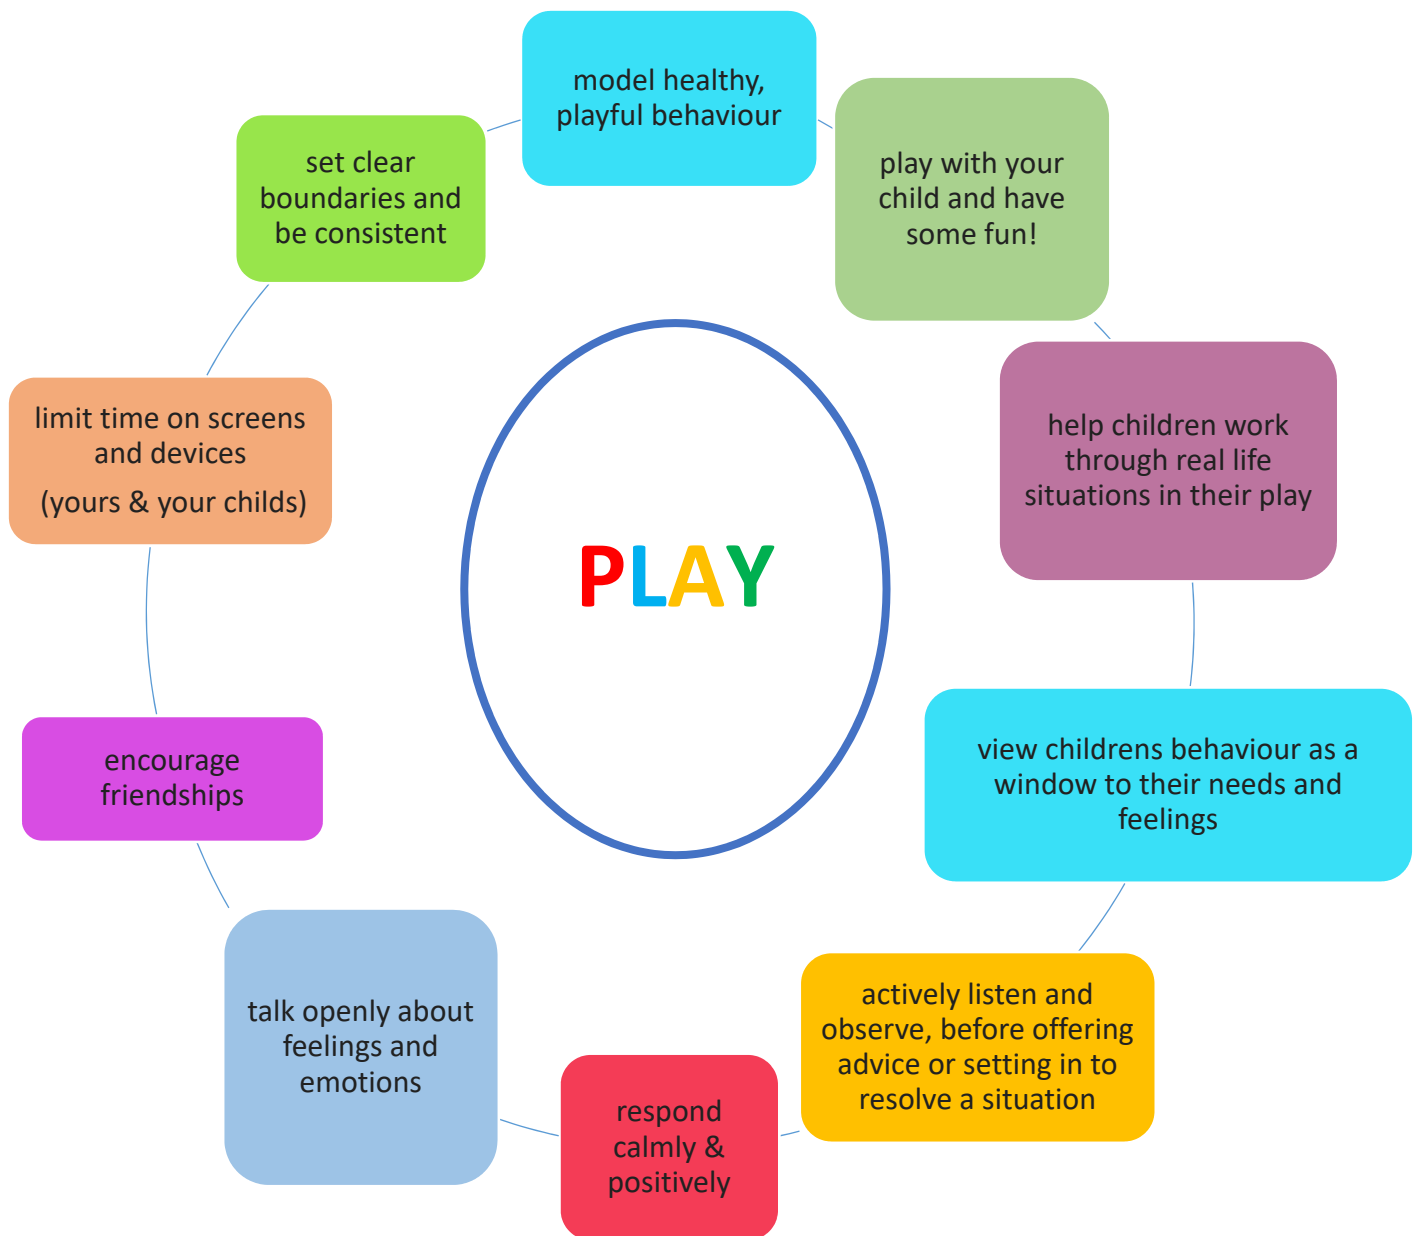 model healthy,
playful behaviour
play with your
child and have
some fun!
help children work
through real life
situations in their play
view childrens behaviour as a
window to their needs and
feelings
actively listen and
observe, before offering
advice or setting in to
resolve a situation
respond
calmly &
positively
talk openly about
feelings and
emotions
encourage
friendships
limit time on screens
and devices
(yours & your childs)
set clear
boundaries and
be consistent
PLAY